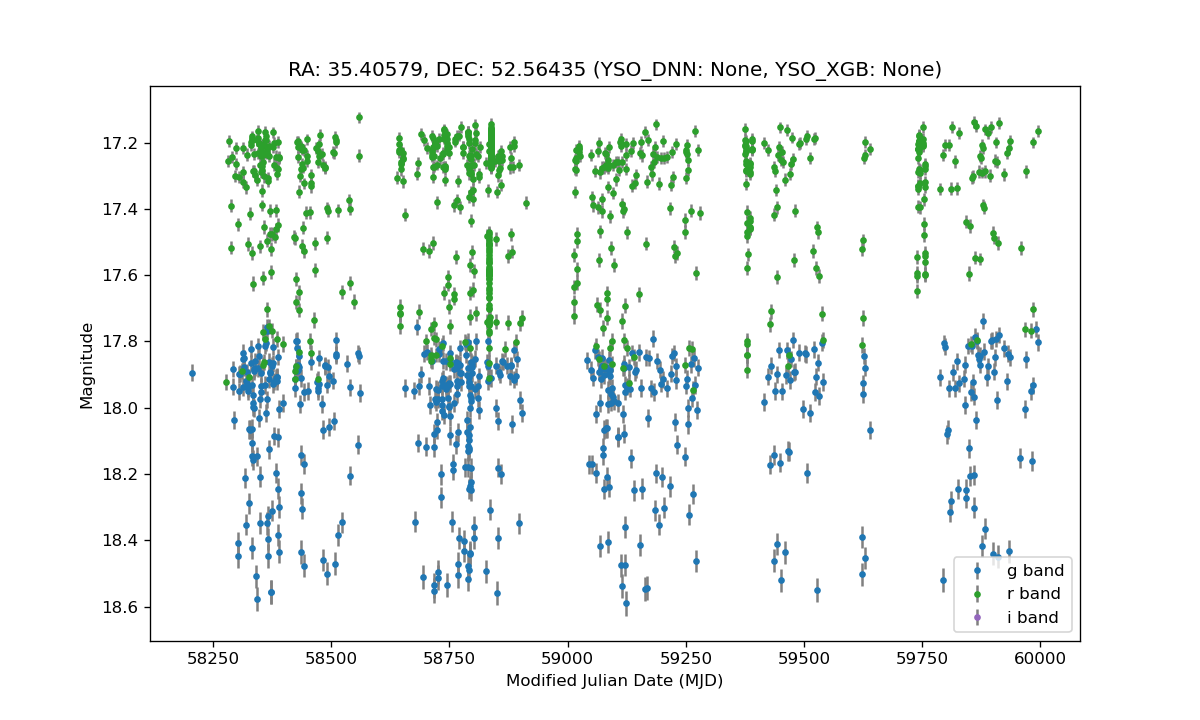 RA: 35.40579, DEC: 52.56435 (YSO_DNN: None, YSO_XGB: None)
Magnitude
17.2
17.4
17.6
17.8
18.0
18.2
18.4
18.6
g band
r band
i band
58250 58500 58750 59000 59250 59500 59750 60000
Modified Julian Date (MJD)